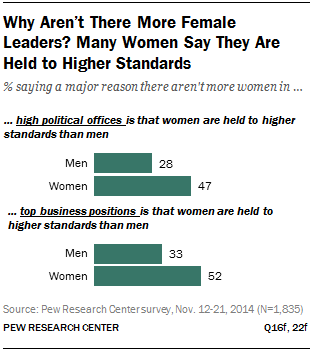 Why Aren't There More Female
Leaders? Many Women Say They Are
Held to Higher Standards
% saying a major reason there aren't more women in ...
... high political offices is that women are held to higher
standards than men
Men 28
Women 47
... top business positions is that women are held to
higher standards than men
Men 33
Women 52
Source: Pew Research Center survey, Nov. 12-21, 2014 (N=1,835)
PEW RESEARCH CENTER Q16f, 22f